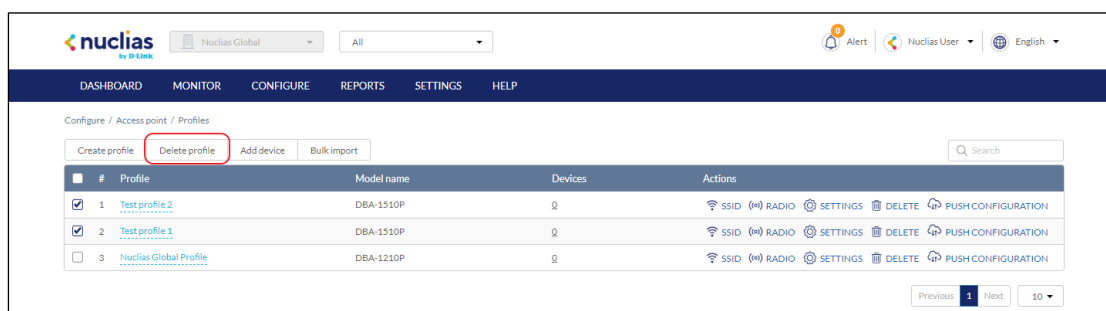 nuclias Nuclias Global All 0 Alert Nuclias User English
by D-Link
DASHBOARD MONITOR CONFIGURE REPORTS SETTINGS HELP
Configure / Access point / Profiles
Create profile Delete profile Add device Bulk import Search
# Profile Model name Devices Actions
1 Test profile 2 DBA-1510P 0 SSID RADIO SETTINGS DELETE PUSH CONFIGURATION
2 Test profile 1 DBA-1510P 0 SSID RADIO SETTINGS DELETE PUSH CONFIGURATION
3 Nuclias Global Profile DBA-1210P 0 SSID RADIO SETTINGS DELETE PUSH CONFIGURATION
Previous 1 Next 10